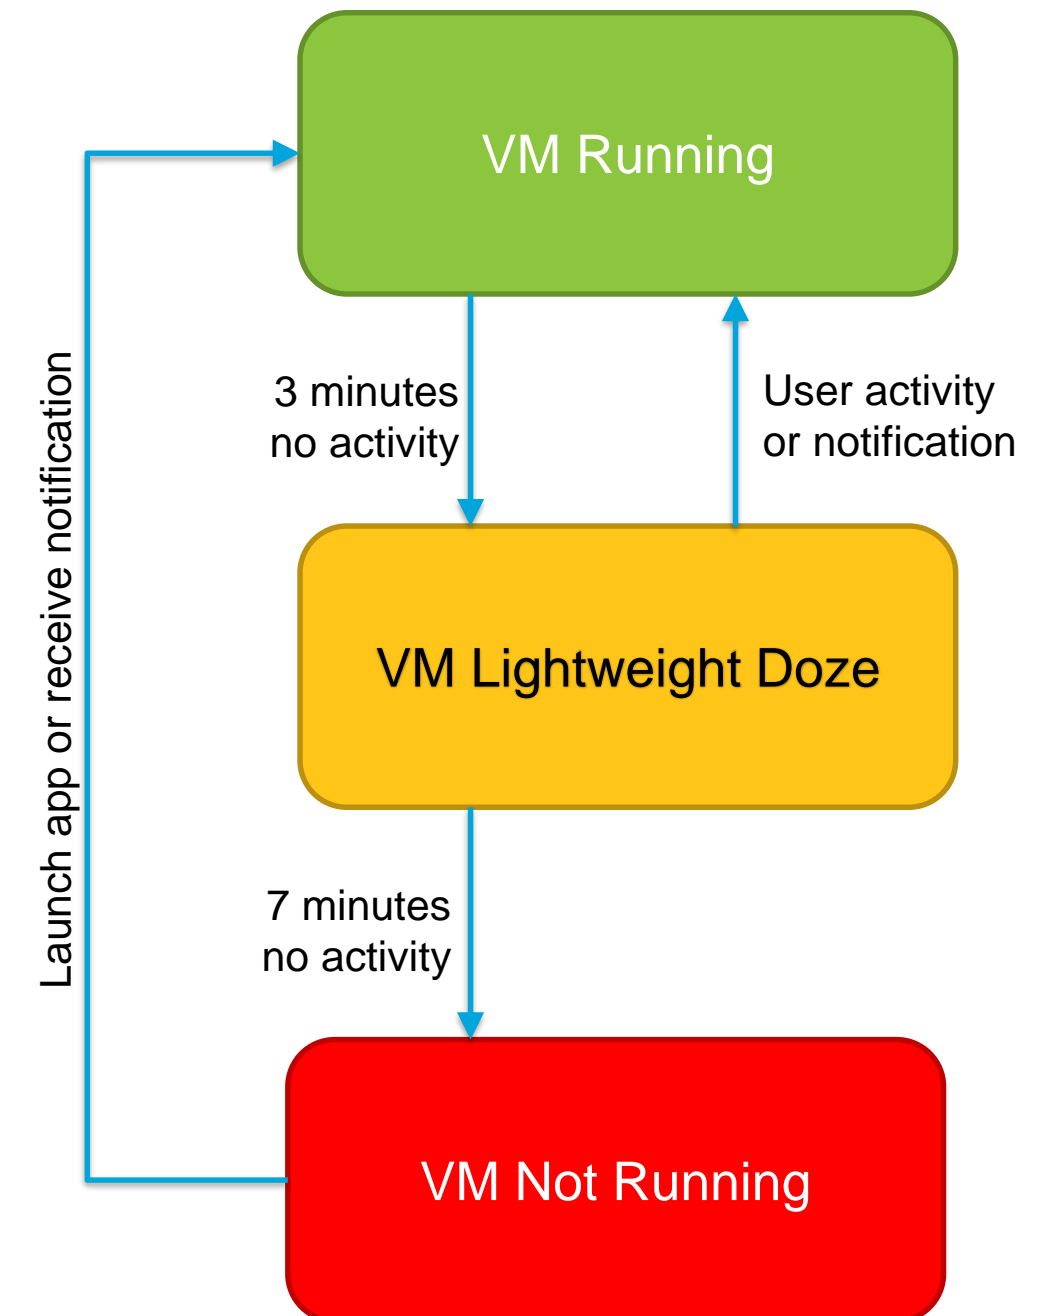 VM Running
3 minutes
no activity
User activity
or notification
Launch app or receive notification
VM Lightweight Doze
7 minutes
no activity
VM Not Running